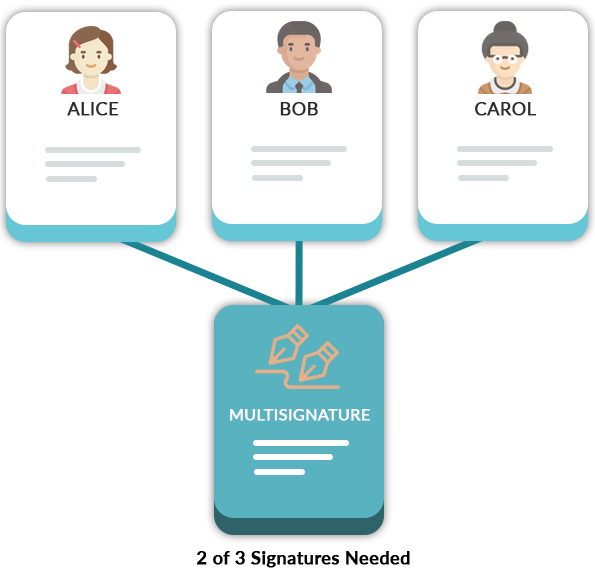 ALICE
BOB
CAROL
MULTISIGNATURE
2 of 3 Signatures Needed